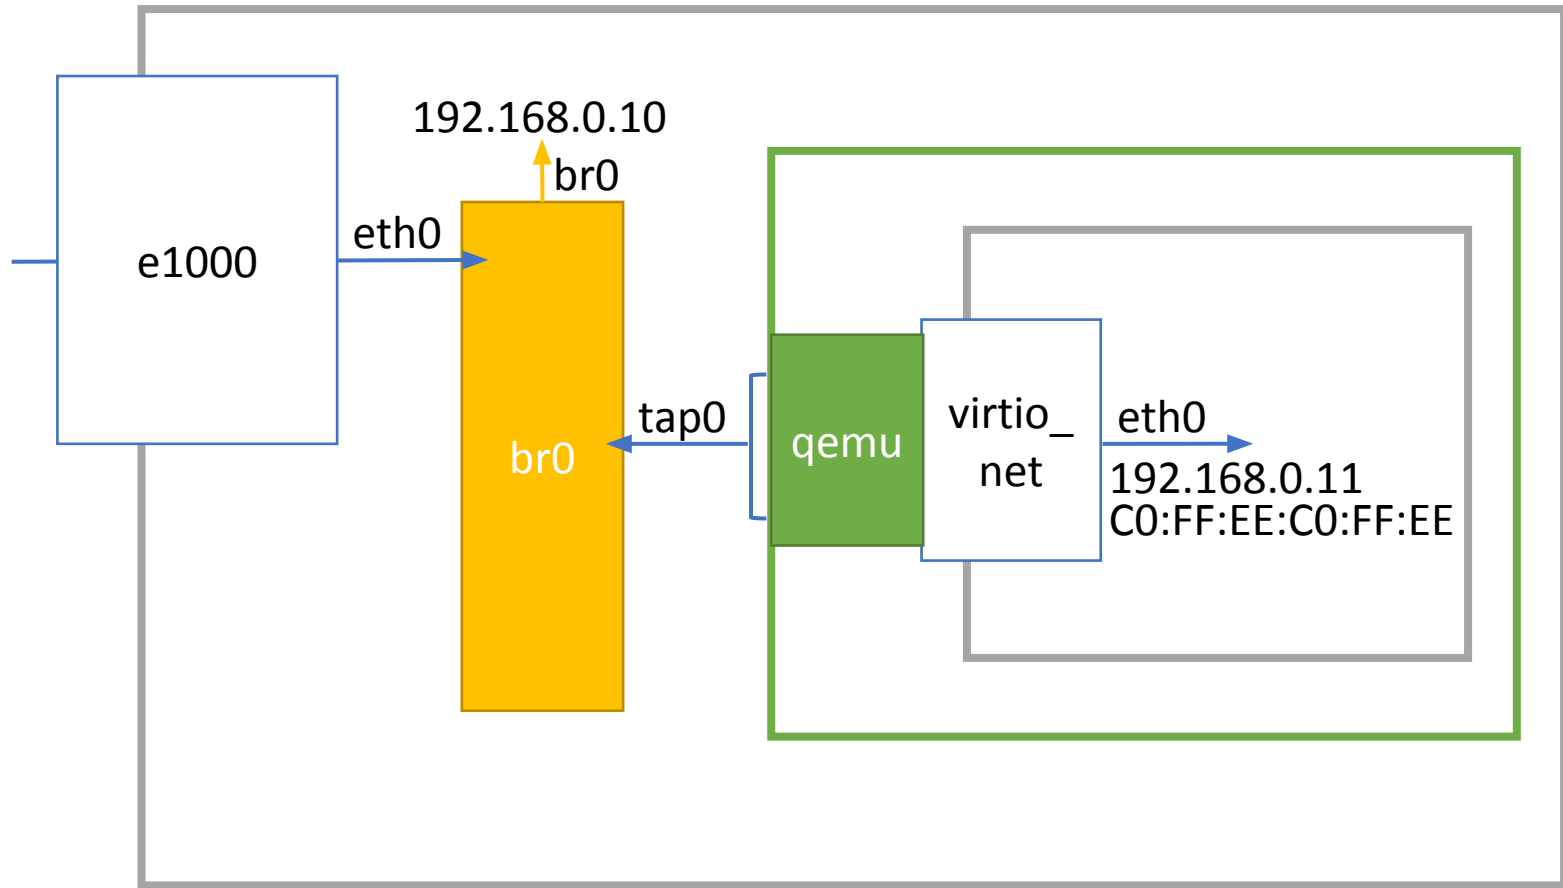 192.168.0.10
br0
eth0
e1000
br0
tap0
qemu
virtio_
net
eth0
192.168.0.11
C0:FF:EE:C0:FF:EE